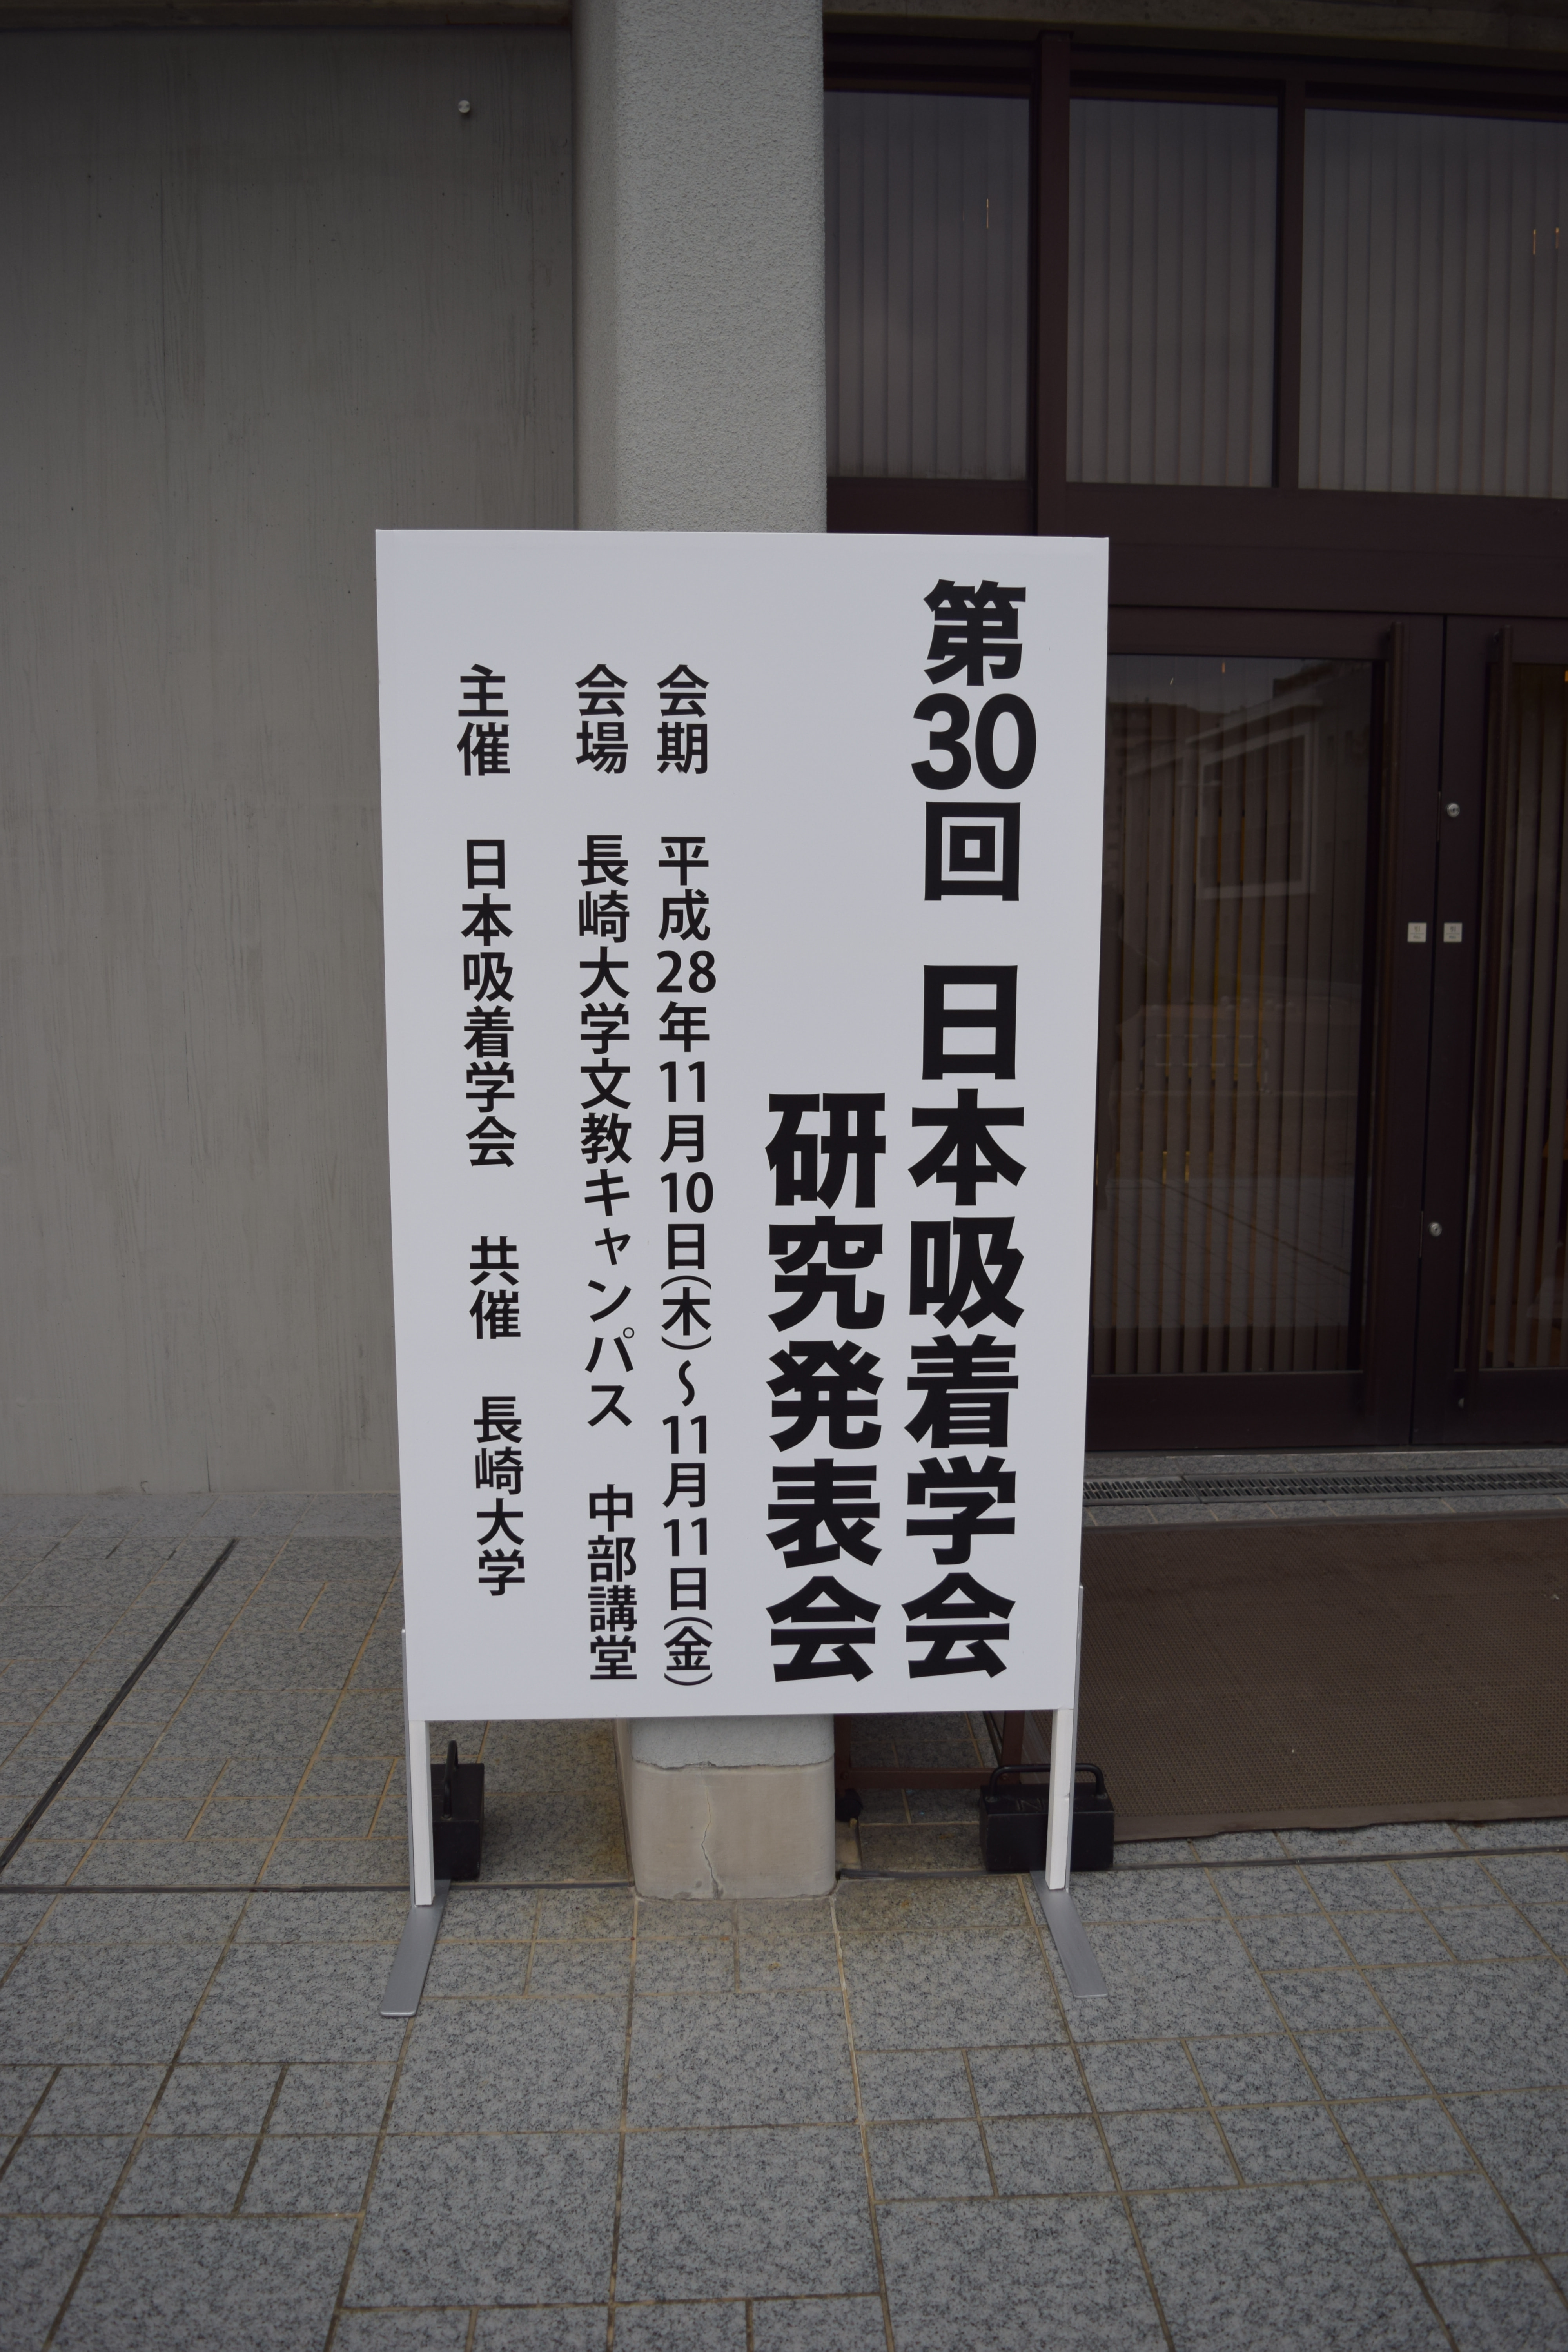 第30回 日本吸着学会
研究発表会
会期 平成28年11月10日(木)～11月11日(金)
会場 長崎大学文教キャンパス 中部講堂
主催 日本吸着学会 共催 長崎大学